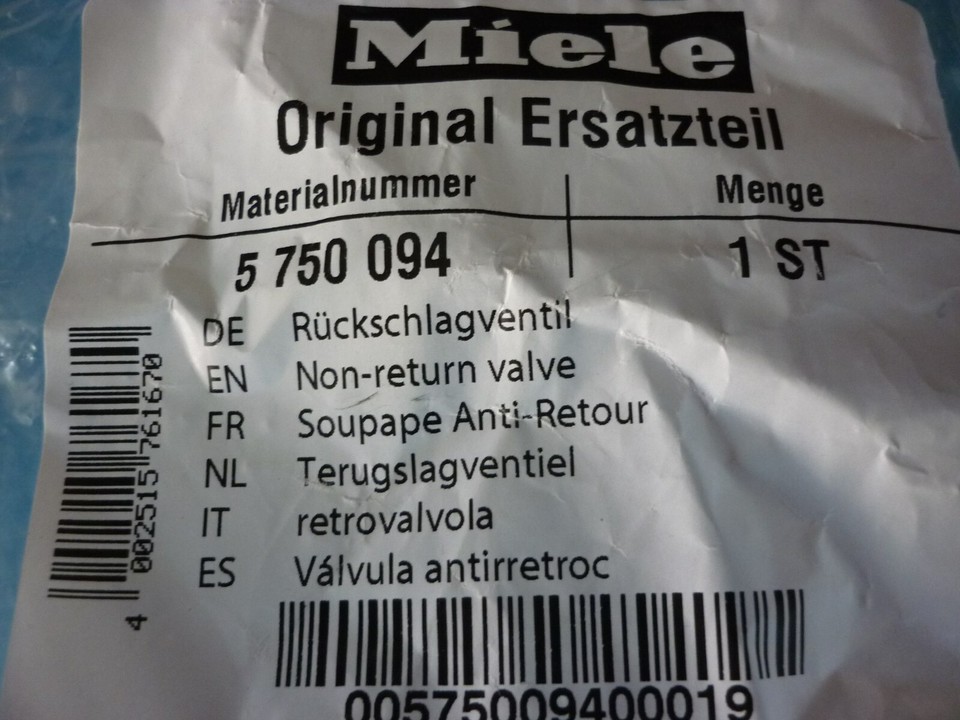 Miele
Original Ersatzteil
Materialnummer Menge
5 750 094 1 ST
DE Rückschlagventil
EN Non-return valve
FR Soupape Anti-Retour
NL Terugslagventiel
IT retrovalvola
ES Válvula antirretroc
00575009400019
4 002515 761670